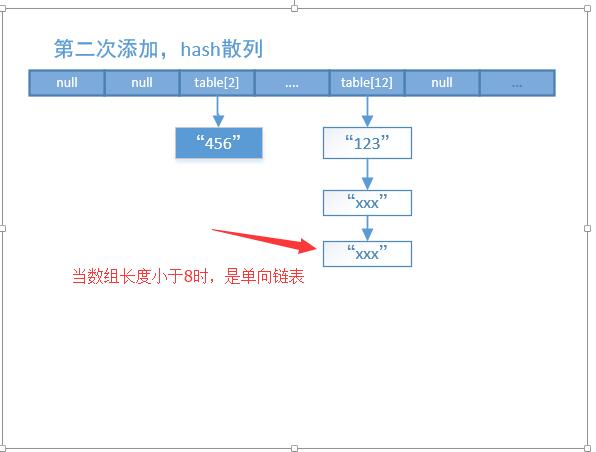 第二次添加，hash散列
null null table[2] .... table[12] null ...
“456” “123”
“xxx”
“xxx”
当数组长度小于8时，是单向链表